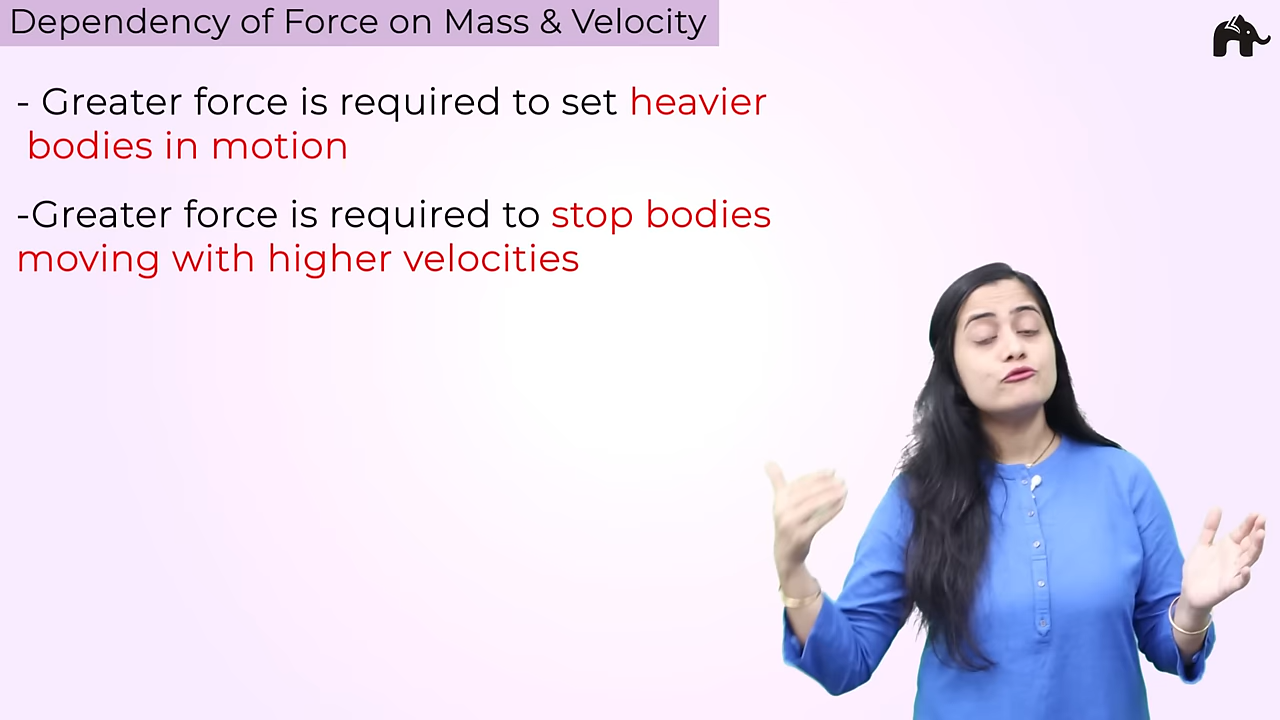 Dependency of Force on Mass & Velocity
- Greater force is required to set heavier
bodies in motion
-Greater force is required to stop bodies
moving with higher velocities